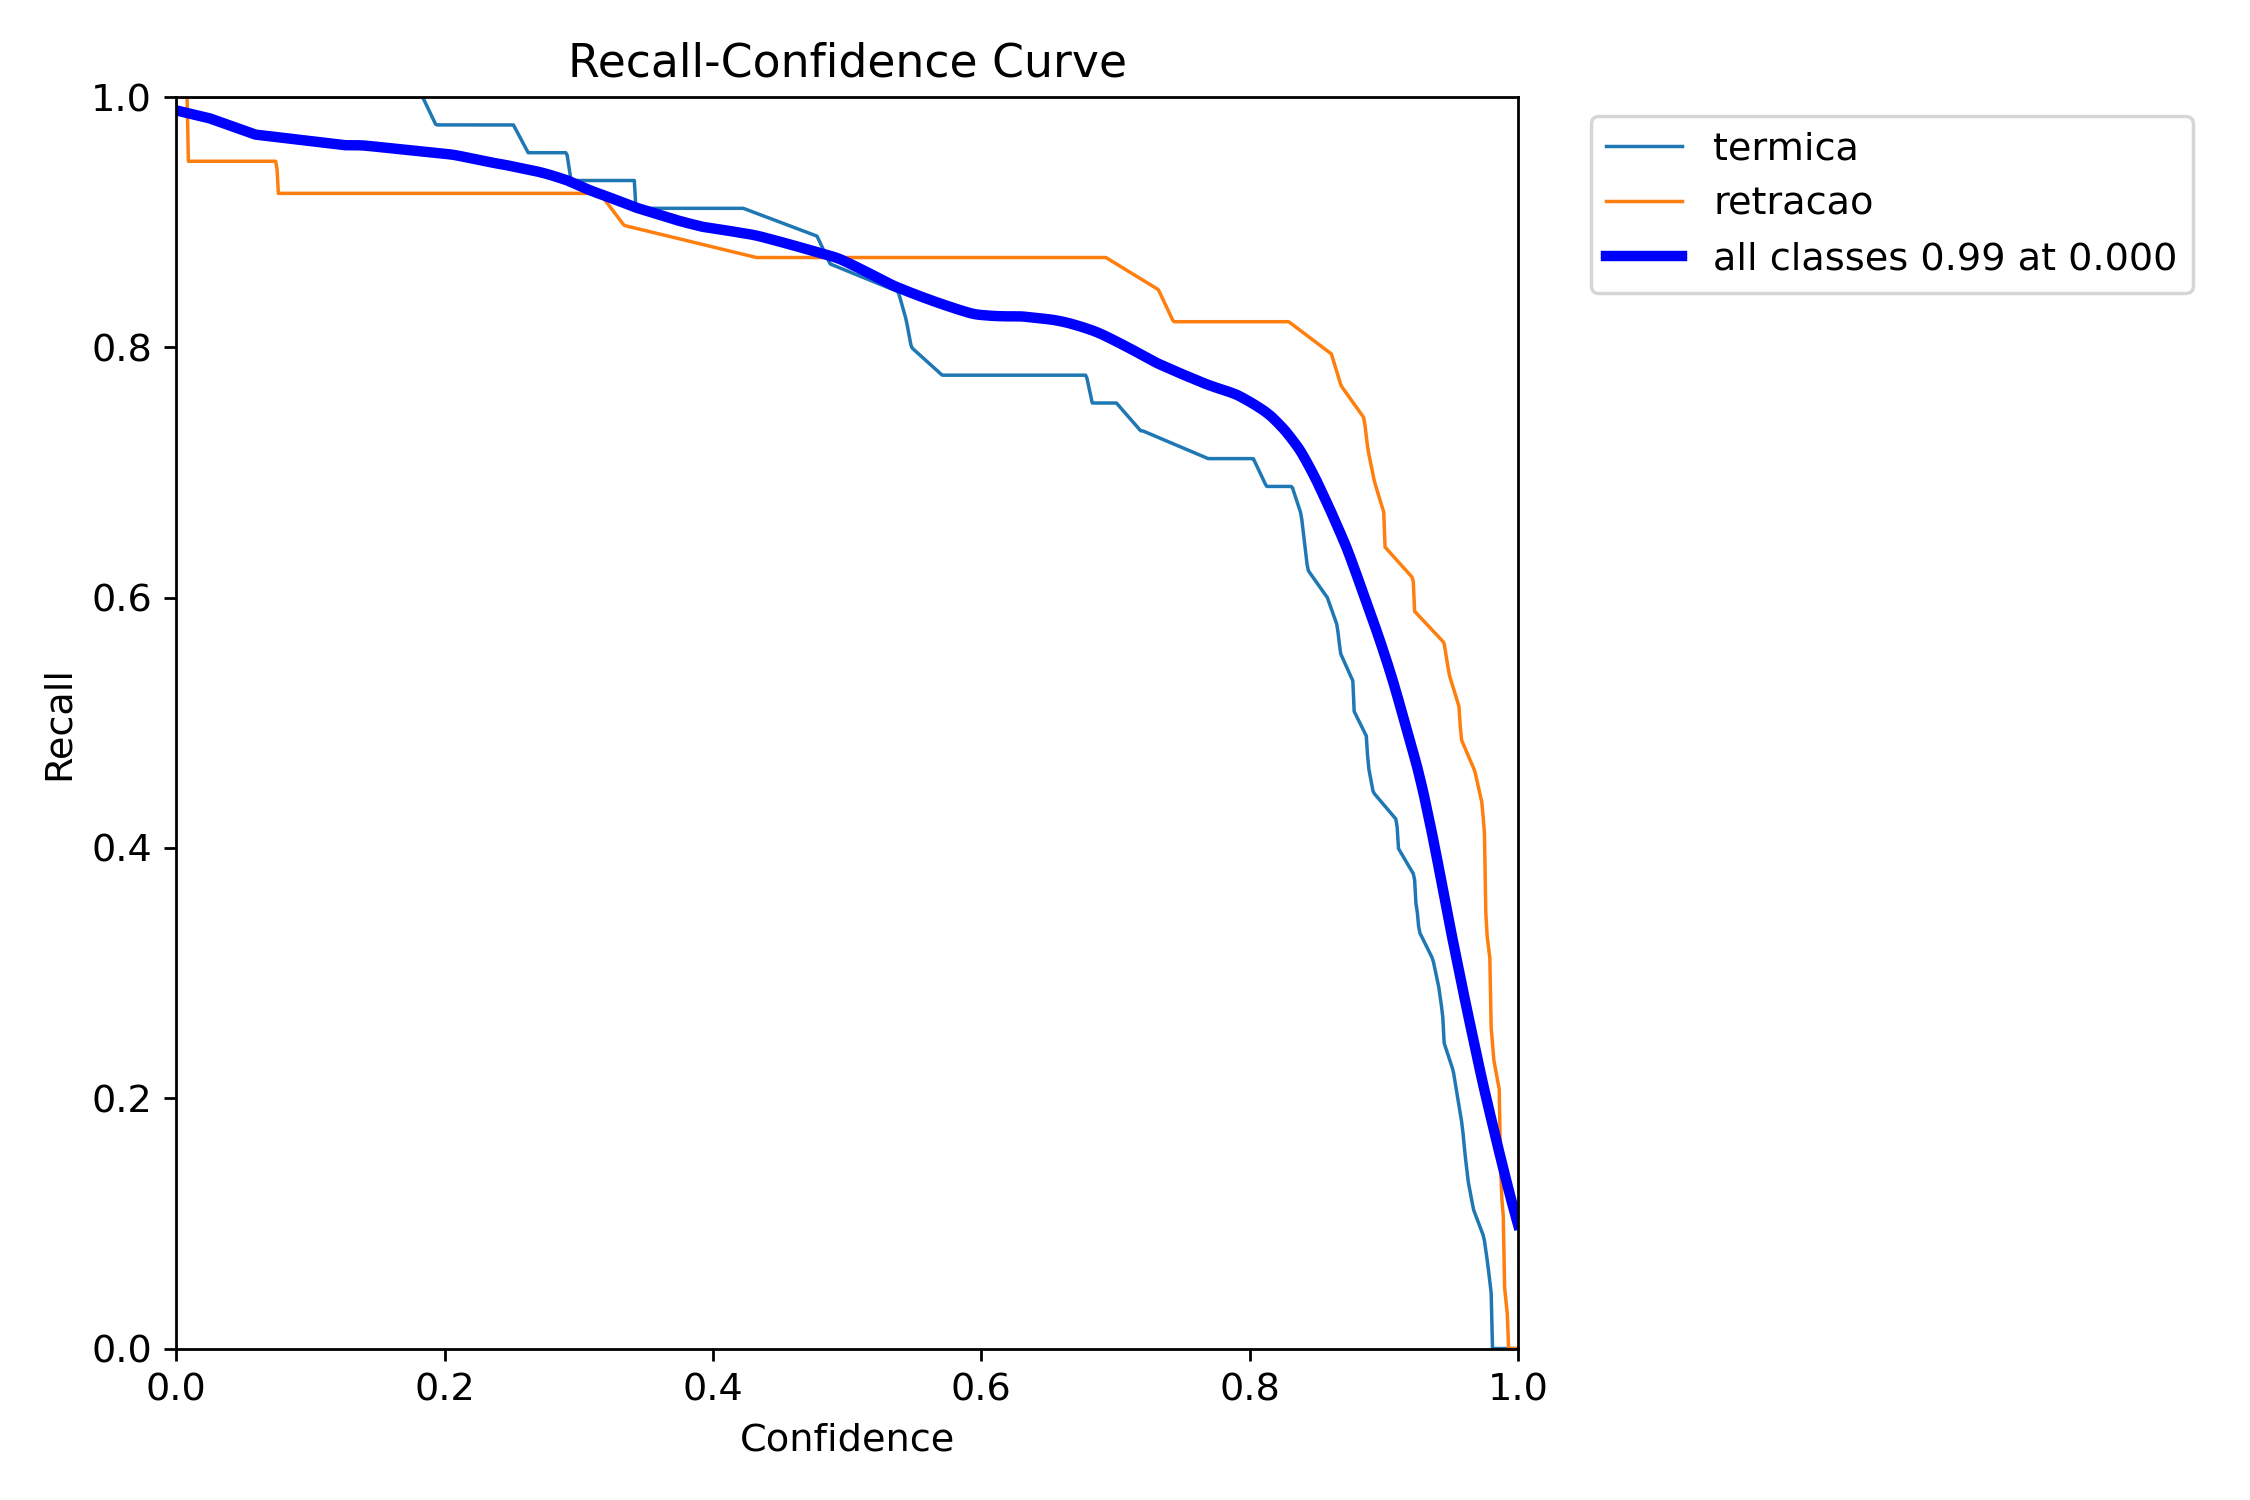 Recall-Confidence Curve
termica
retracao
all classes 0.99 at 0.000
1.0
0.8
0.6
0.4
0.2
0.0
Recall
0.0 0.2 0.4 0.6 0.8 1.0
Confidence